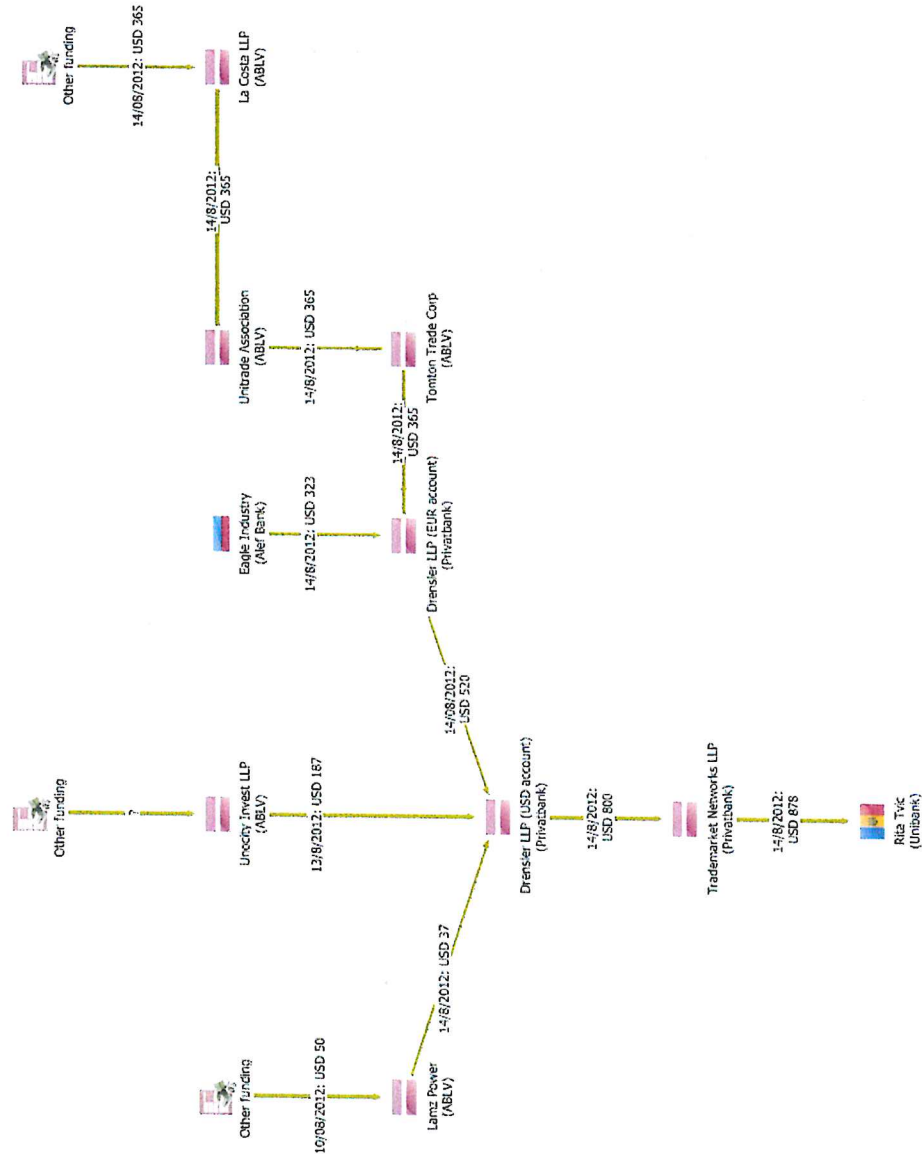 Other funding
14/08/2012: USD 365
La Costa LLP
(ABLV)
14/8/2012:
USD 365
Unitrade Association
(ABLV)
14/8/2012: USD 365
Tomton Trade Corp
(ABLV)
14/8/2012:
USD 365
Eagle Industry
(Alef Bank)
14/8/2012: USD 323
Drensler LLP (EUR account)
(Privatbank)
14/08/2012:
USD 520
Other funding
?
Unocity Invest LLP
(ABLV)
13/8/2012: USD 187
Other funding
10/08/2012: USD 50
Lamz Power
(ABLV)
14/8/2012: USD 37
Drensler LLP (USD account)
(Privatbank)
14/8/2012:
USD 800
Trademarket Networks LLP
(Privatbank)
14/8/2012:
USD 878
Rita Tvic
(Unibank)